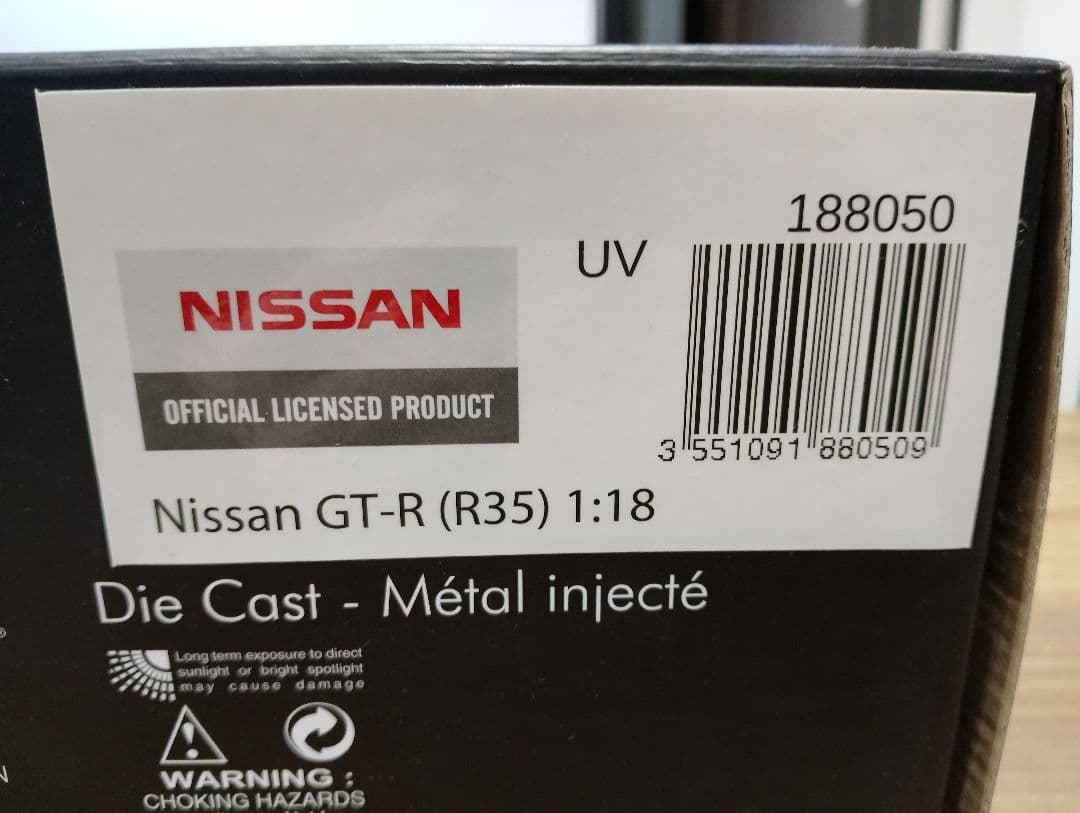 188050
UV
NISSAN
OFFICIAL LICENSED PRODUCT
3 551091 880509
Nissan GT-R (R35) 1:18
Die Cast - Métal injecté
®
Long term exposure to direct
sunlight or bright spotlight
may cause damage
N
WARNING :
CHOKING HAZARDS